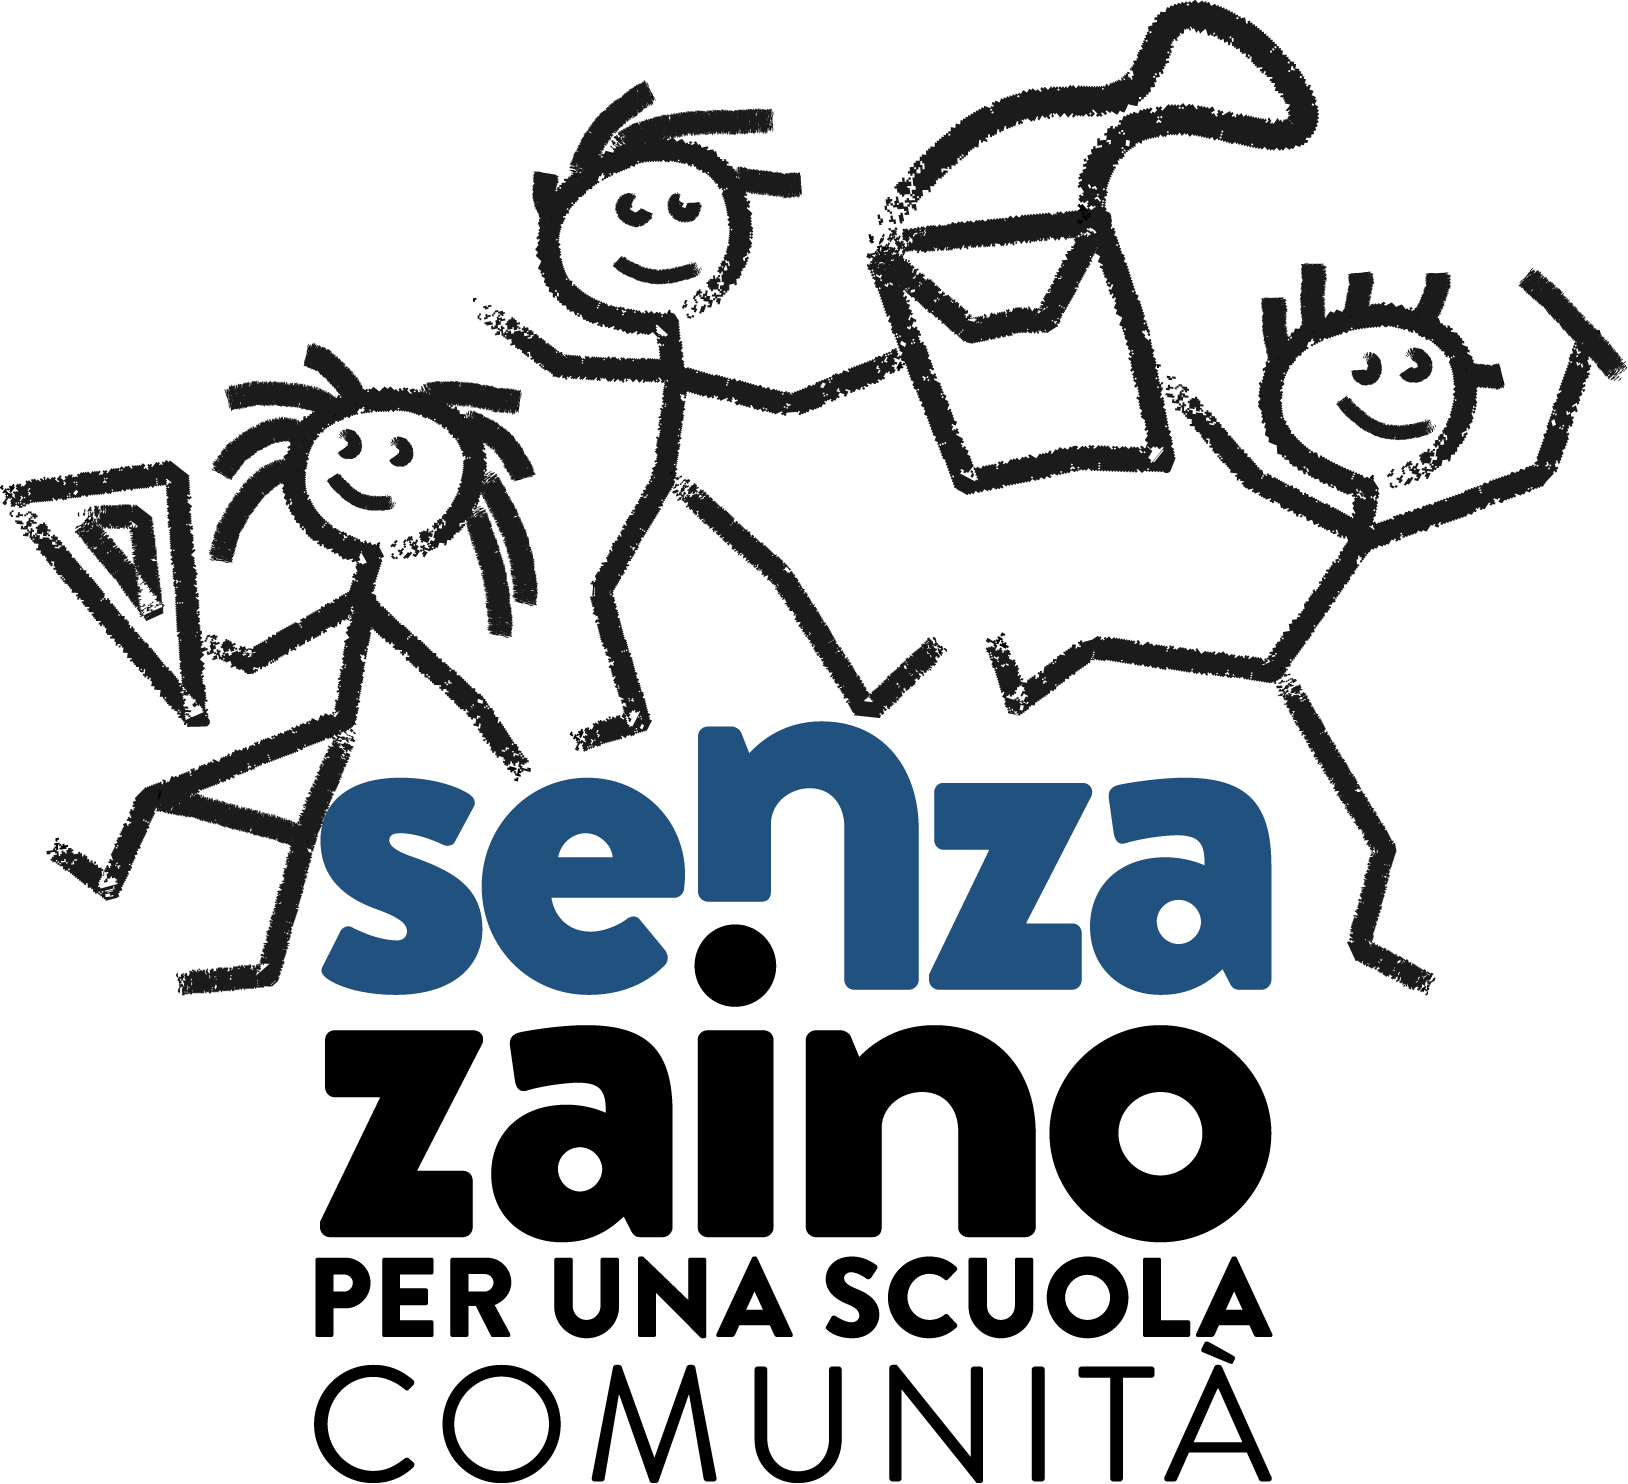 senza
zaino
PER UNA SCUOLA
COMUNITÀ